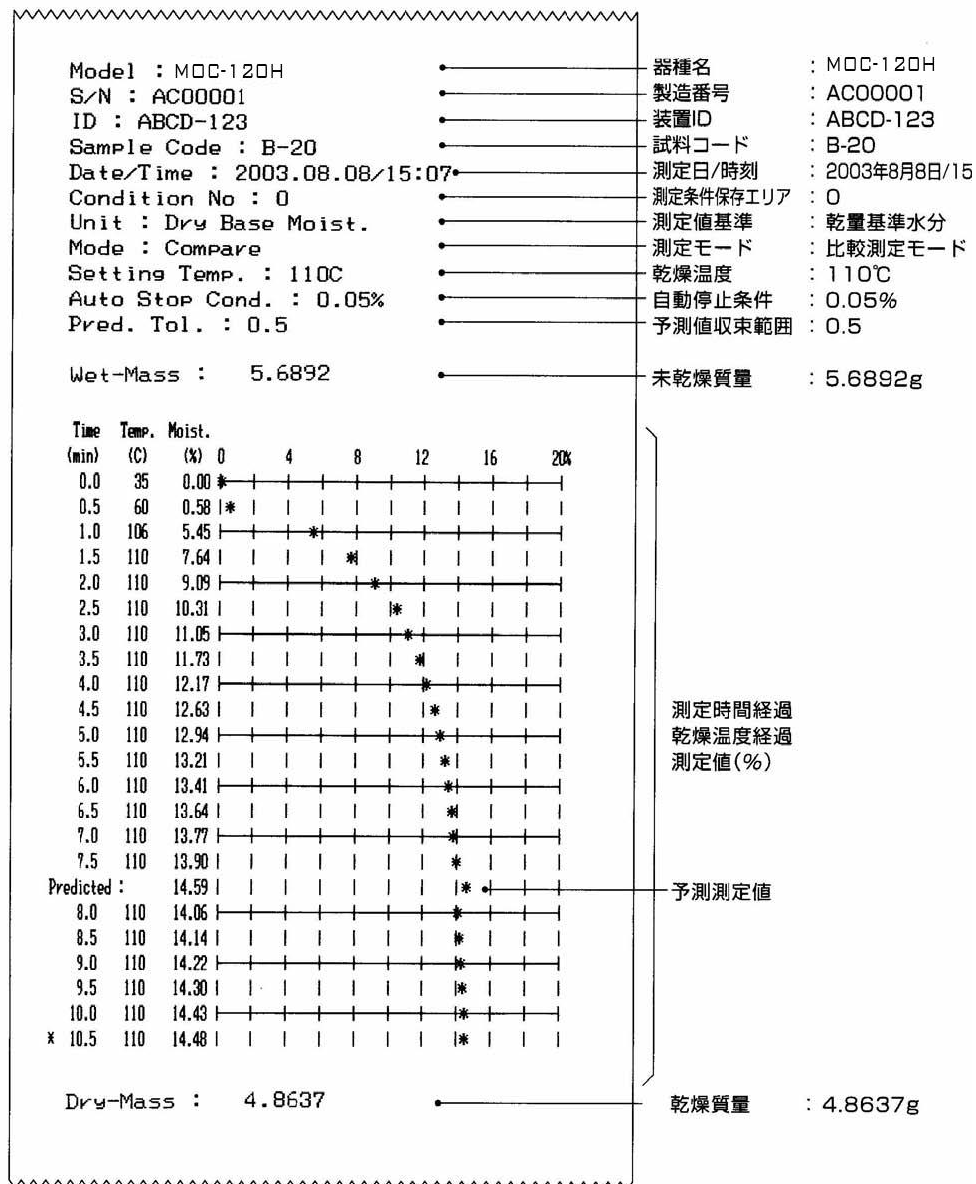 Model : MOC-120H 器種名 : MOC-120H
S/N : AC00001 製造番号 : AC00001
ID : ABCD-123 装置ID : ABCD-123
Sample Code : B-20 試料コード : B-20
Date/Time : 2003.08.08/15:07 測定日/時刻 : 2003年8月8日/15
Condition No : 0 測定条件保存エリア : 0
Unit : Dry Base Moist. 測定値基準 : 乾量基準水分
Mode : Compare 測定モード : 比較測定モード
Setting Temp. : 110C 乾燥温度 : 110℃
Auto Stop Cond. : 0.05% 自動停止条件 : 0.05%
Pred. Tol. : 0.5 予測値収束範囲 : 0.5
Wet-Mass : 5.6892 未乾燥質量 : 5.6892g
Time Temp. Moist.
(min) (C) (%) 0 4 8 12 16 20%
0.0 35 0.00
0.5 60 0.58
1.0 106 5.45
1.5 110 7.64
2.0 110 9.09
2.5 110 10.31
3.0 110 11.05
3.5 110 11.73
4.0 110 12.17
4.5 110 12.63 測定時間経過
5.0 110 12.94 乾燥温度経過
5.5 110 13.21 測定値(%)
6.0 110 13.41
6.5 110 13.64
7.0 110 13.77
7.5 110 13.90
Predicted : 14.59 予測測定値
8.0 110 14.06
8.5 110 14.14
9.0 110 14.22
9.5 110 14.30
10.0 110 14.43
* 10.5 110 14.48
Dry-Mass : 4.8637 乾燥質量 : 4.8637g